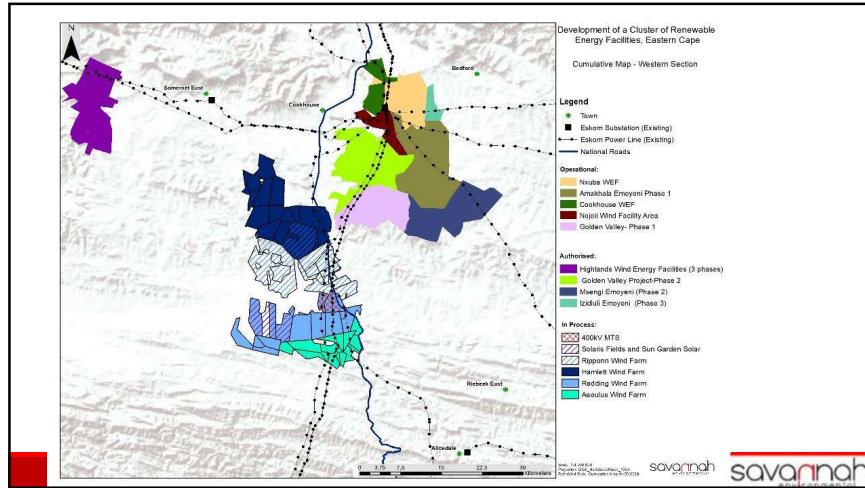 Development of a Cluster of Renewable
Energy Facilities, Eastern Cape
Cumulative Map - Western Section
N
Bedford
Somerset East
Cookhouse
Riebeek East
Alicedale
Legend
Town
Eskom Substation (Existing)
Eskom Power Line (Existing)
National Roads
Operational:
Nxuba WEF
Amakhala Emoyeni Phase 1
Cookhouse WEF
Nojoli Wind Facility Area
Golden Valley- Phase 1
Authorised:
Highlands Wind Energy Facilities (3 phases)
Golden Valley Project-Phase 2
Msengi Emoyeni (Phase 2)
Izidluli Emoyeni (Phase 3)
In Process:
400kV MTS
Solaris Fields and Sun Garden Solar
Ripponn Wind Farm
Hamlett Wind Farm
Redding Wind Farm
Aeoulus Wind Farm
0 3.75 7.5 15 22.5 30
Kilometers
savannah
savannah
environmental